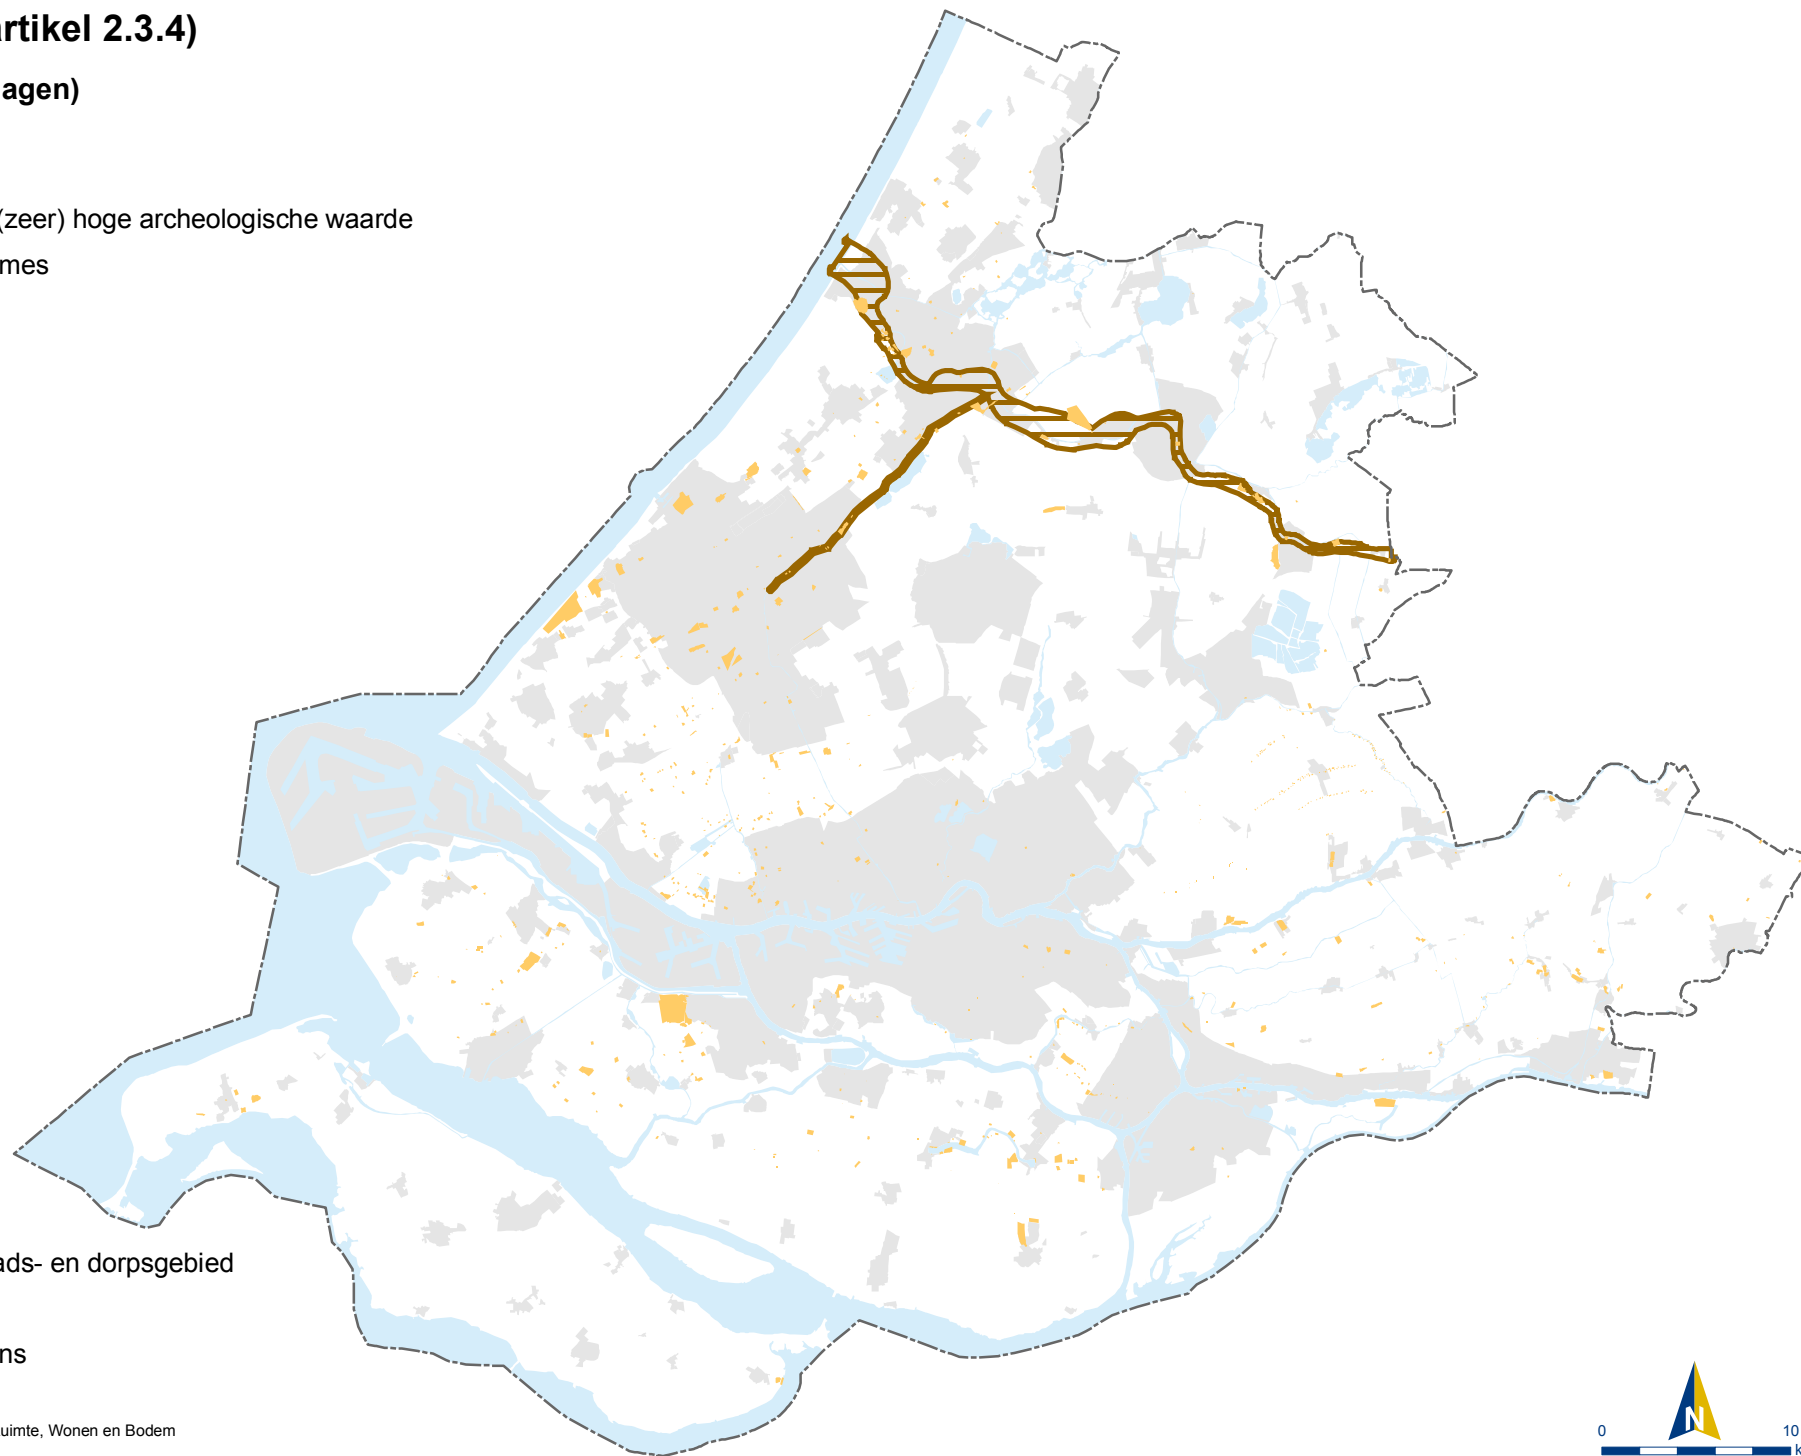 artikel 2.3.4)
agen)
(zeer) hoge archeologische waarde
mes
ads- en dorpsgebied
ns
uimte, Wonen en Bodem
N
0 10
k